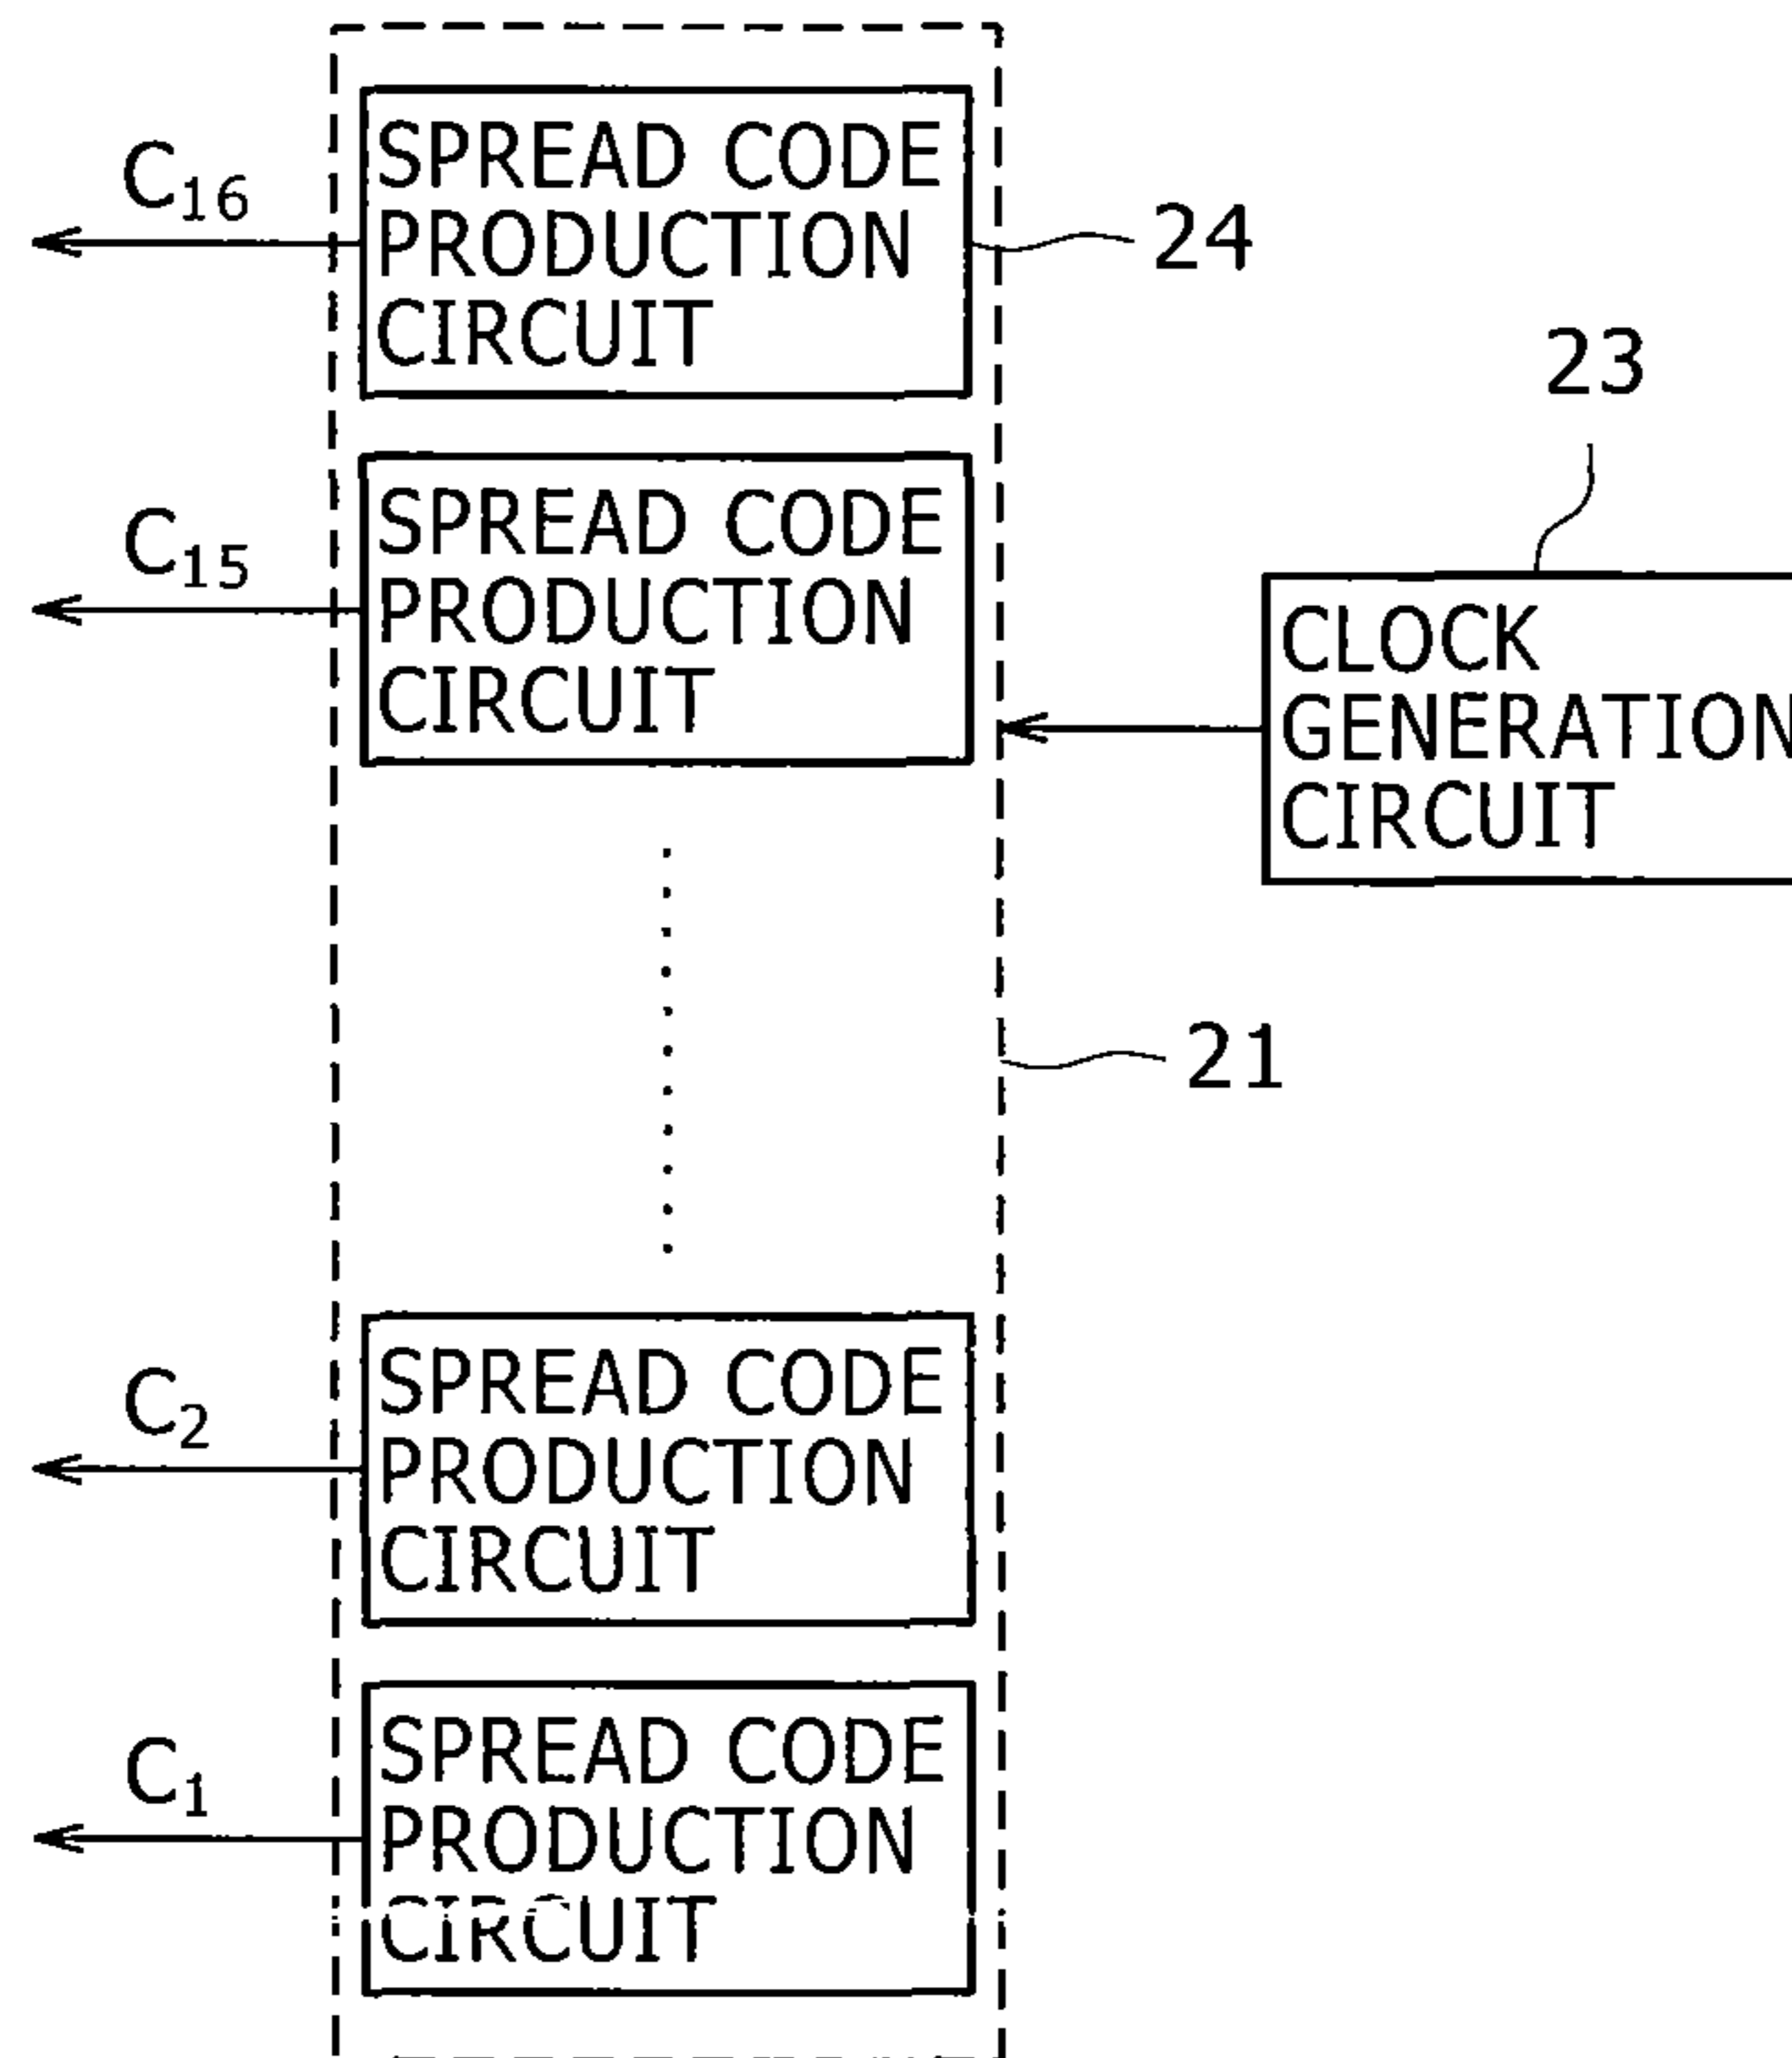 C16
SPREAD CODE
PRODUCTION
CIRCUIT
24
23
C15
SPREAD CODE
PRODUCTION
CIRCUIT
CLOCK
GENERATION
CIRCUIT
21
C2
SPREAD CODE
PRODUCTION
CIRCUIT
C1
SPREAD CODE
PRODUCTION
CIRCUIT